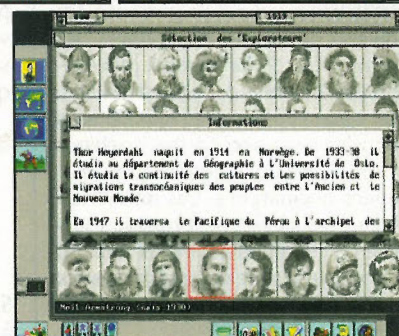 1919
Sélection des "Explorateurs"
Informations
Thor Heyerdahl naquit en 1914 en Norvège. De 1933-38 il
étudia au département de Géographie à l'Université de Oslo.
Il étudia la continuité des cultures et les possibilités de
migrations transocéaniques des peuples entre l'Ancien et le
Nouveau Monde.
En 1947 il traversa le Pacifique du Pérou à l'archipel des
Neil Armstrong (naiss 1930)